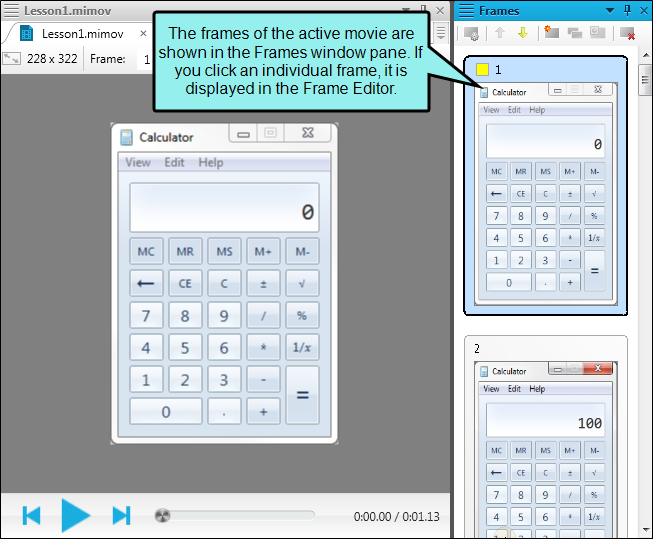 Lesson1.mimov
Frames
Lesson1.mimov
228 x 322 Frame: 1
The frames of the active movie are
shown in the Frames window pane. If
you click an individual frame, it is
displayed in the Frame Editor.
Calculator
View Edit Help
0
MC MR MS M+ M-
← CE C ± √
7 8 9 / %
4 5 6 * 1/x
1 2 3 - =
0 . +
0:00.00 / 0:01.13
1
Calculator
View Edit Help
0
MC MR MS M+ M-
← CE C ± √
7 8 9 / %
4 5 6 * 1/x
1 2 3 - =
0 . +
2
Calculator
View Edit Help
100
MC MR MS M+ M-
← CE C ± √
7 8 9 / %
4 5 6 * 1/x
1 2 3 - =